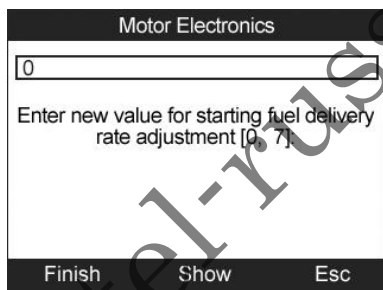 Motor Electronics
0
Enter new value for starting fuel delivery
rate adjustment [0, 7]:
Finish Show Esc